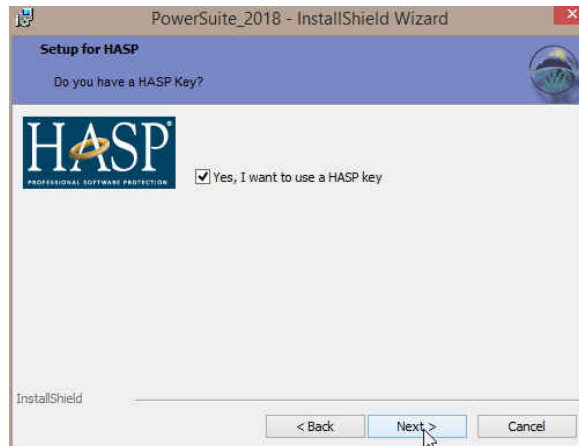 PowerSuite_2018 - InstallShield Wizard
Setup for HASP
Do you have a HASP Key?
HASP®
PROFESSIONAL SOFTWARE PROTECTION
Yes, I want to use a HASP key
InstallShield
< Back
Next >
Cancel